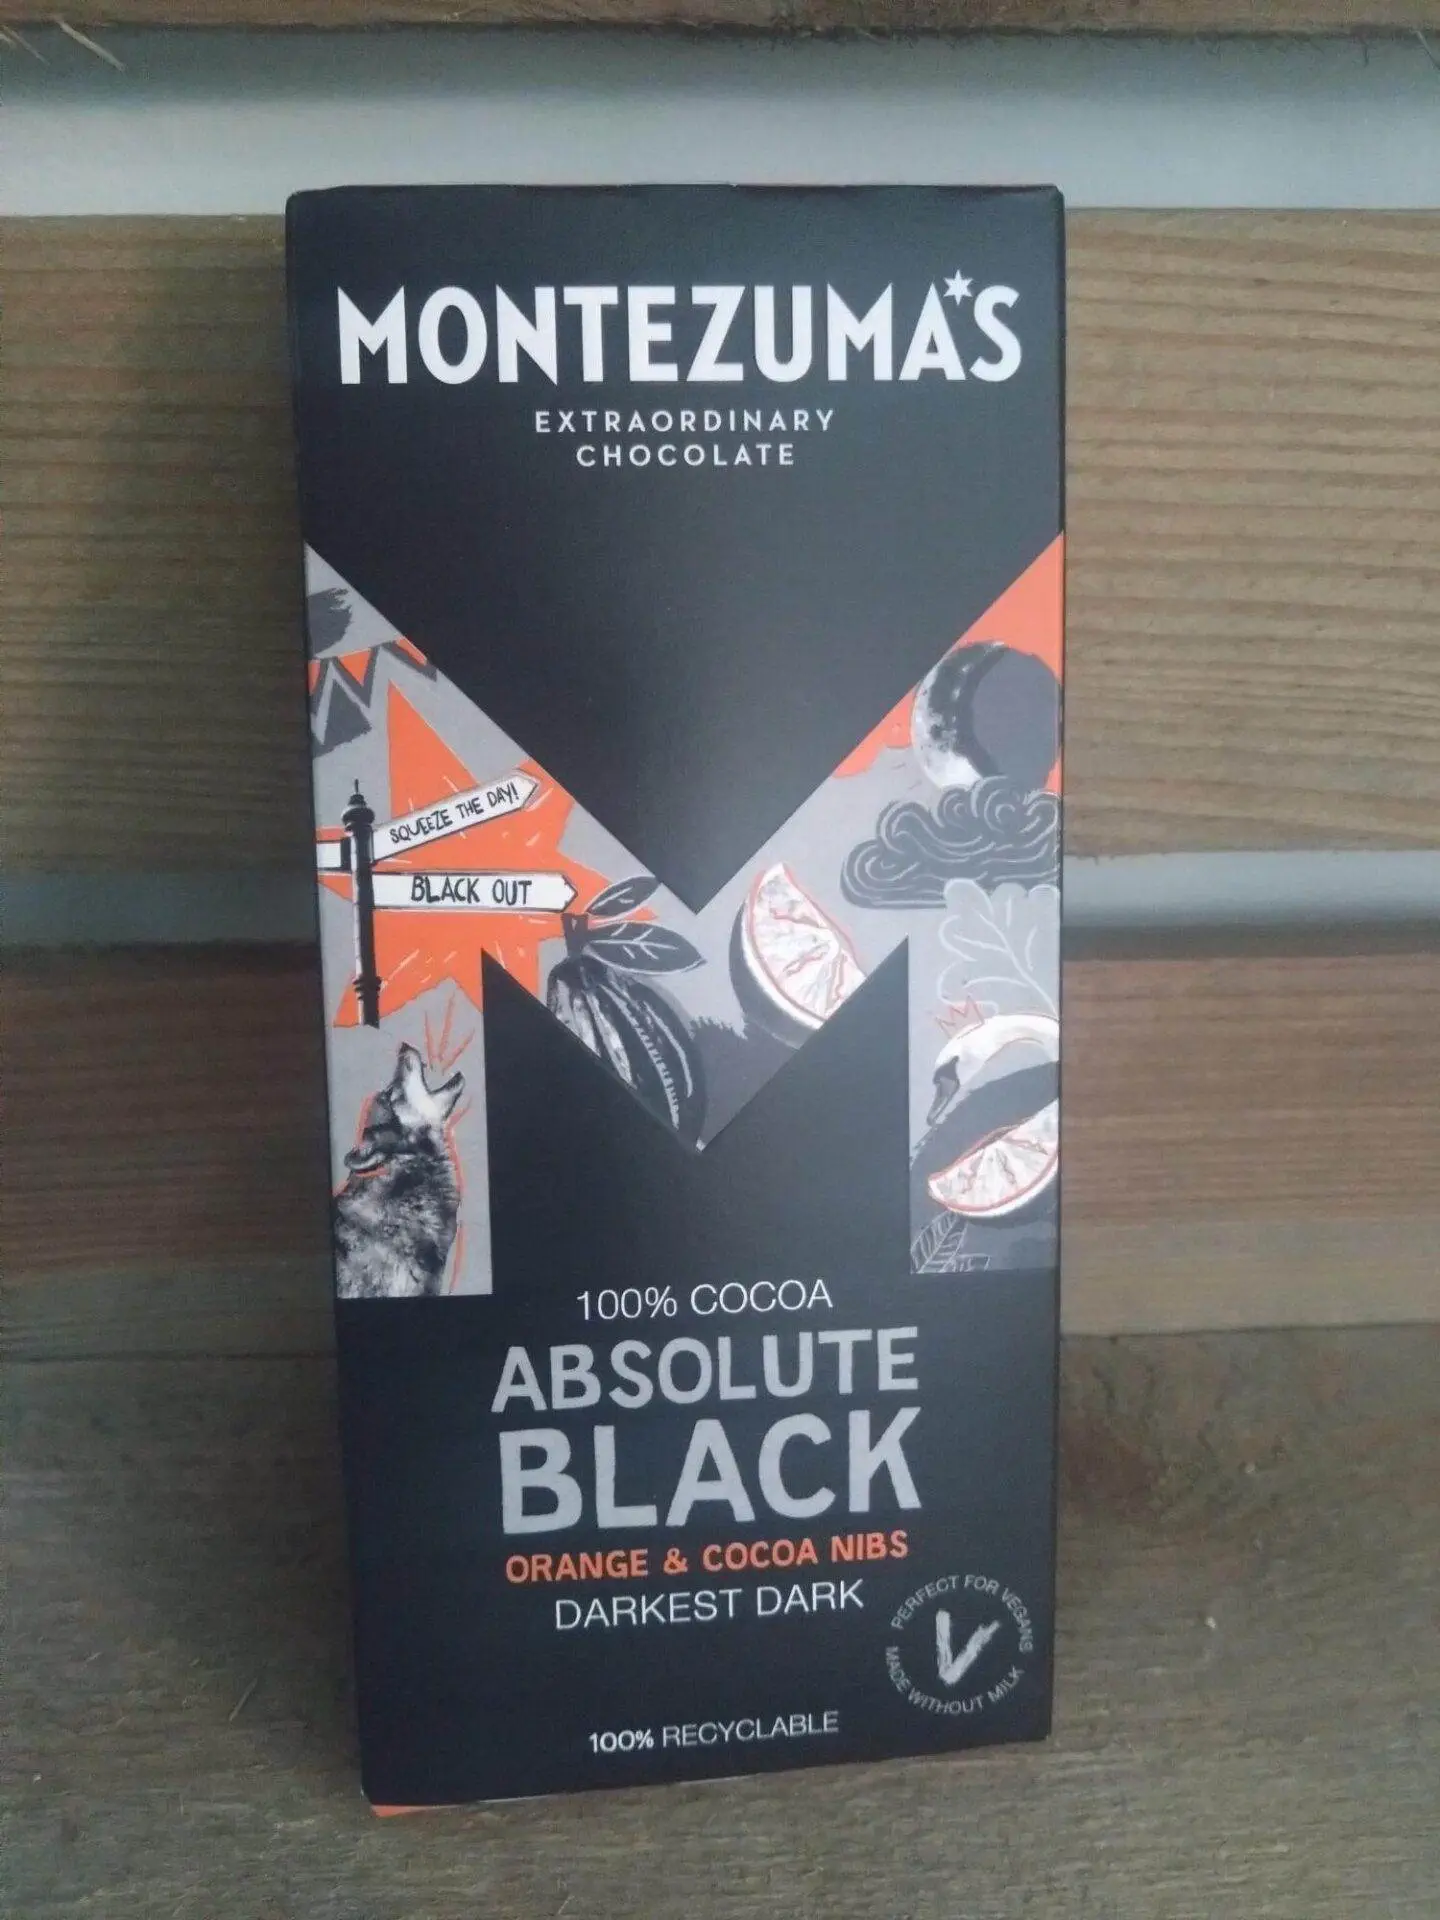 MONTEZUMA'S
EXTRAORDINARY
CHOCOLATE
SQUEEZE THE DAY!
BLACK OUT
100% COCOA
ABSOLUTE
BLACK
ORANGE & COCOA NIBS
DARKEST DARK
PERFECT FOR VEGANS
V
MADE WITHOUT MILK
100% RECYCLABLE